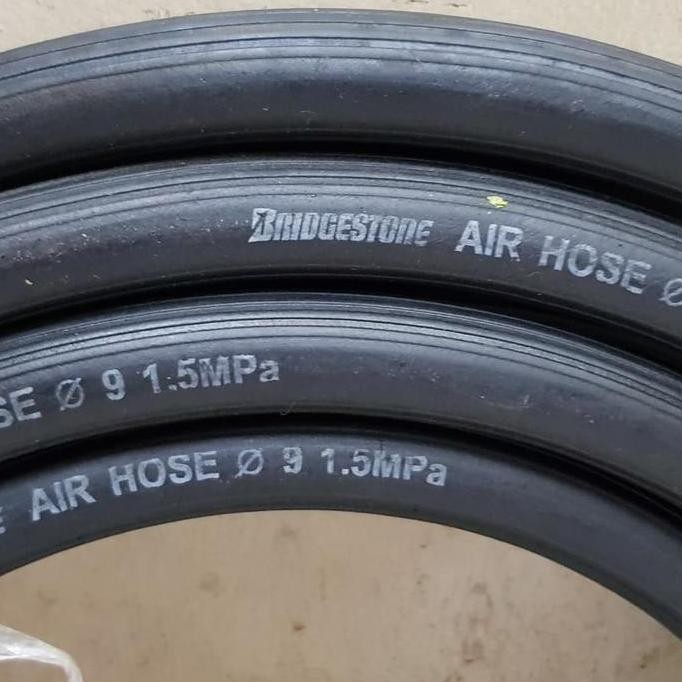 BRIDGESTONE AIR HOSE Ø
SE Ø 9 1.5MPa
E AIR HOSE Ø 9 1.5MPa